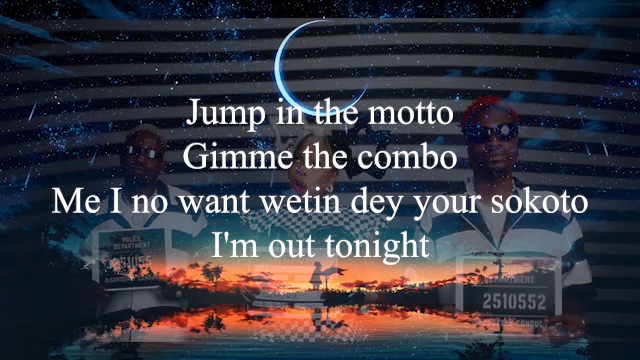 Jump in the motto
Gimme the combo
Me I no want wetin dey your sokoto
I'm out tonight
POLICE
DEPARTMENT
DEPARTMENT
2510552